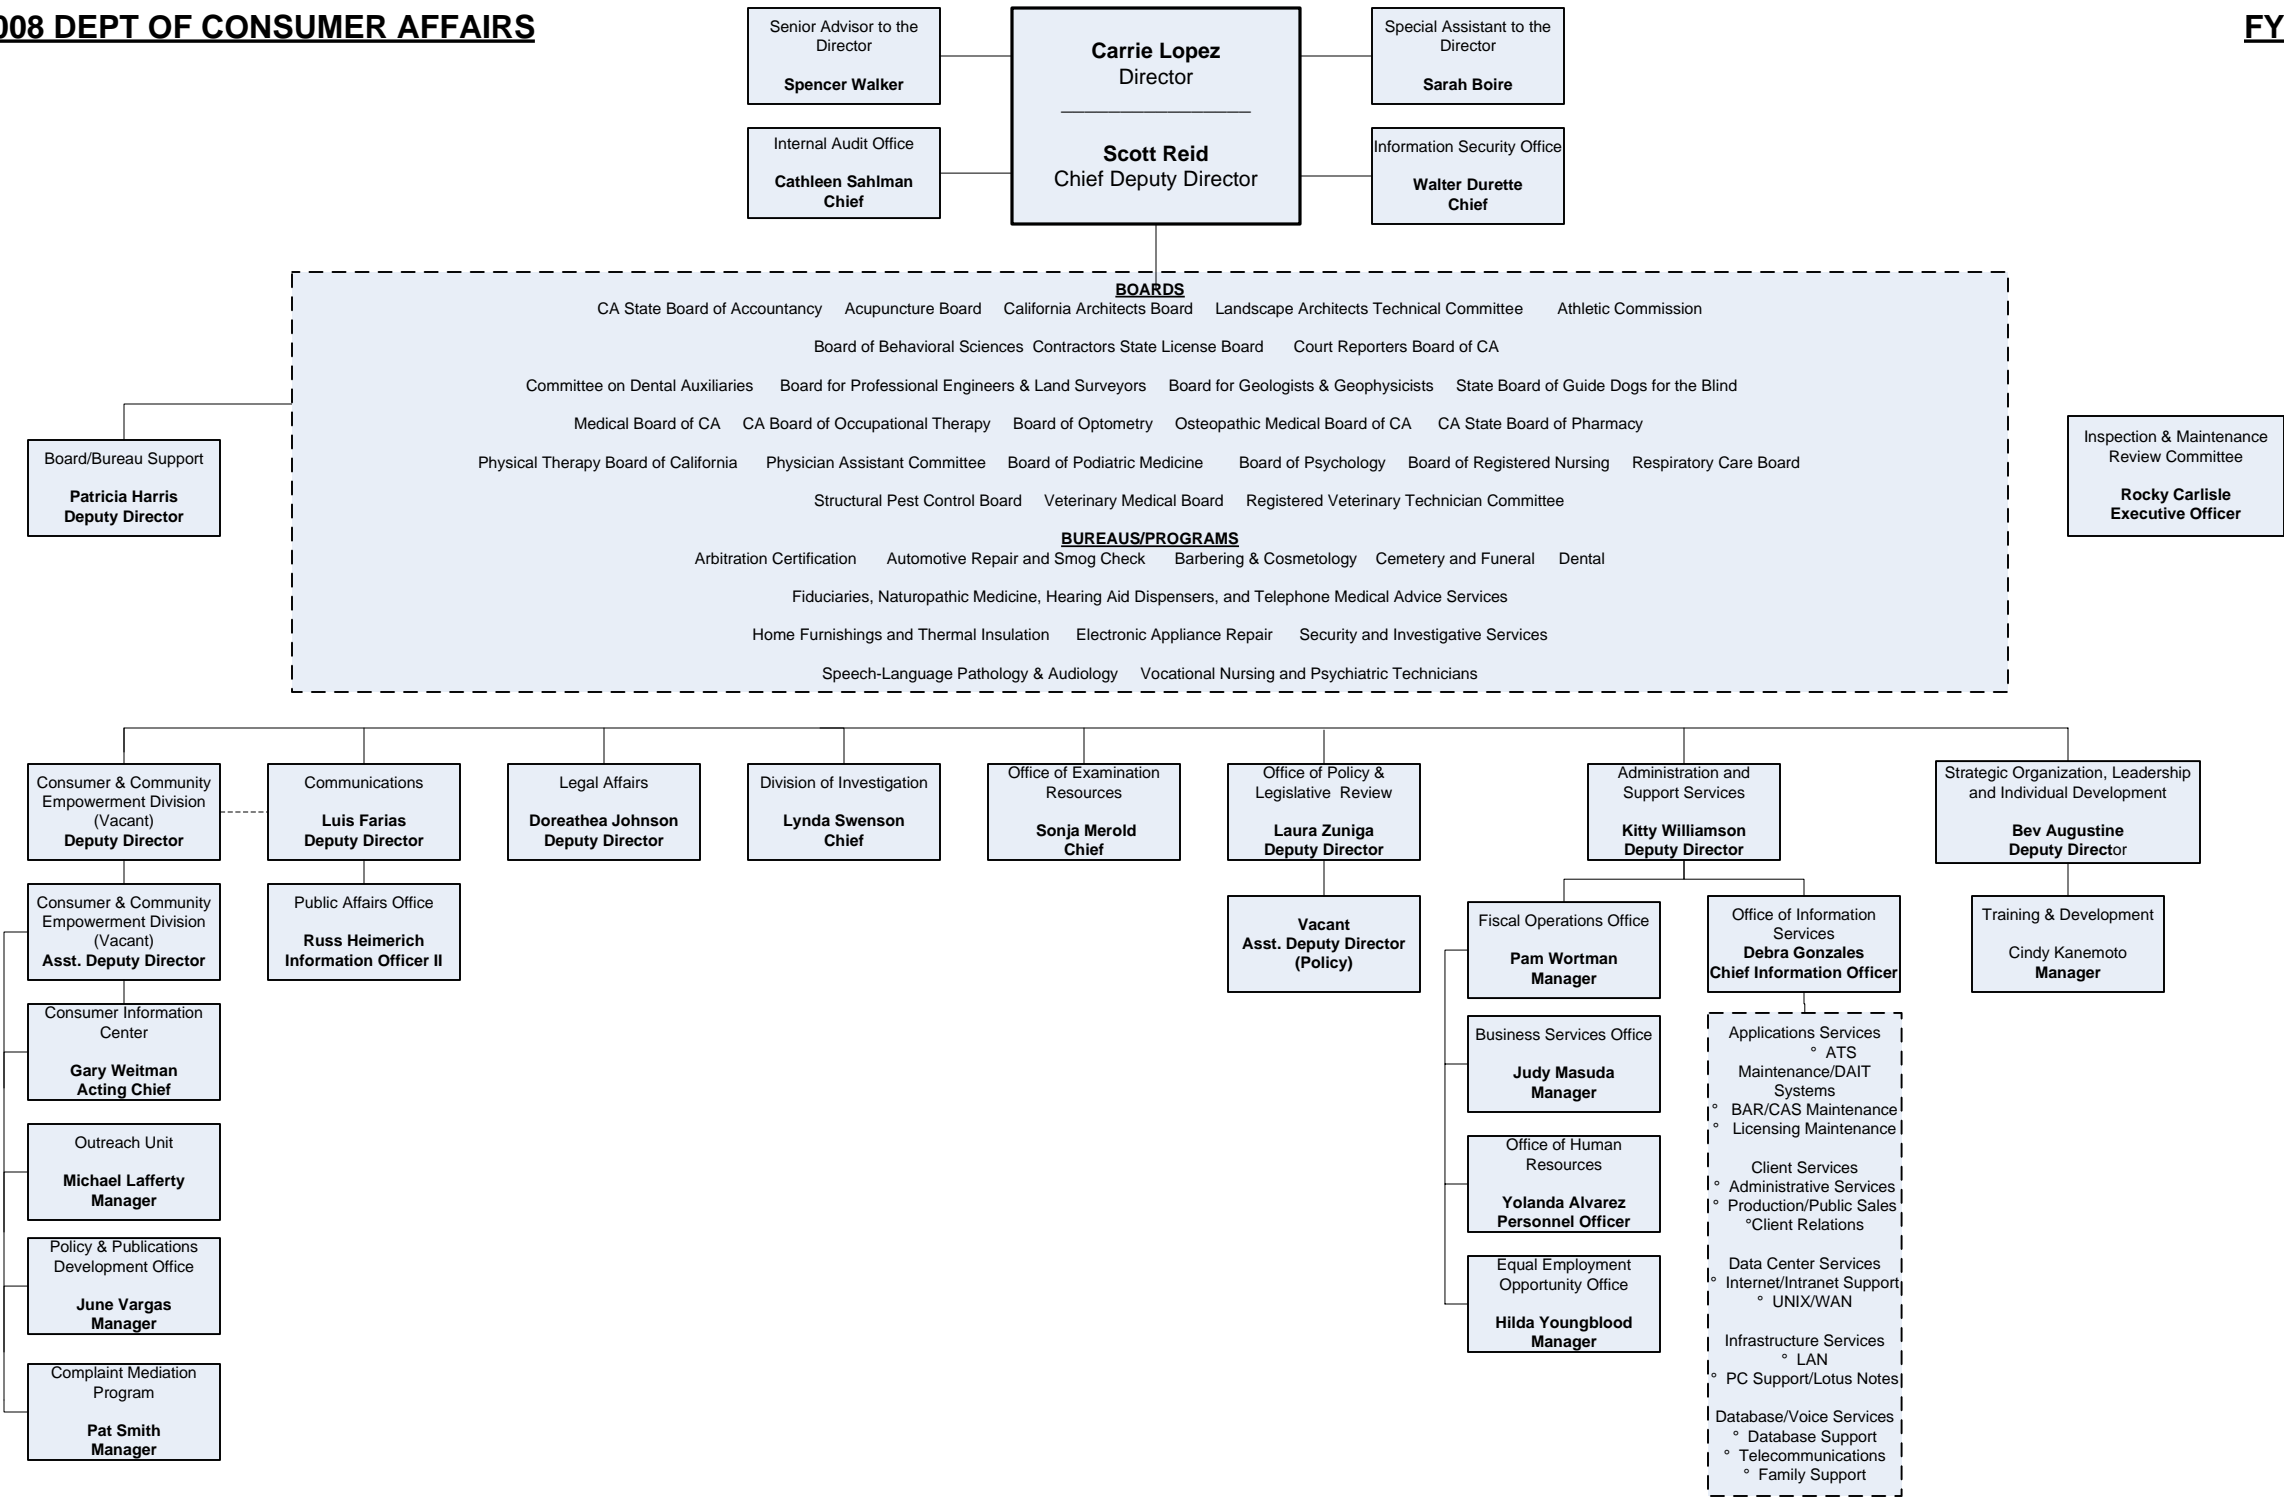 008 DEPT OF CONSUMER AFFAIRS
FY
Senior Advisor to the
Director
Spencer Walker
Carrie Lopez
Director
Scott Reid
Chief Deputy Director
Special Assistant to the
Director
Sarah Boire
Internal Audit Office
Cathleen Sahlman
Chief
Information Security Office
Walter Durette
Chief
BOARDS
CA State Board of Accountancy Acupuncture Board California Architects Board Landscape Architects Technical Committee Athletic Commission
Board of Behavioral Sciences Contractors State License Board Court Reporters Board of CA
Committee on Dental Auxiliaries Board for Professional Engineers & Land Surveyors Board for Geologists & Geophysicists State Board of Guide Dogs for the Blind
Medical Board of CA CA Board of Occupational Therapy Board of Optometry Osteopathic Medical Board of CA CA State Board of Pharmacy
Physical Therapy Board of California Physician Assistant Committee Board of Podiatric Medicine Board of Psychology Board of Registered Nursing Respiratory Care Board
Structural Pest Control Board Veterinary Medical Board Registered Veterinary Technician Committee
BUREAUS/PROGRAMS
Arbitration Certification Automotive Repair and Smog Check Barbering & Cosmetology Cemetery and Funeral Dental
Fiduciaries, Naturopathic Medicine, Hearing Aid Dispensers, and Telephone Medical Advice Services
Home Furnishings and Thermal Insulation Electronic Appliance Repair Security and Investigative Services
Speech-Language Pathology & Audiology Vocational Nursing and Psychiatric Technicians
Board/Bureau Support
Patricia Harris
Deputy Director
Inspection & Maintenance
Review Committee
Rocky Carlisle
Executive Officer
Consumer & Community
Empowerment Division
(Vacant)
Deputy Director
Communications
Luis Farias
Deputy Director
Legal Affairs
Doreathea Johnson
Deputy Director
Division of Investigation
Lynda Swenson
Chief
Office of Examination
Resources
Sonja Merold
Chief
Office of Policy &
Legislative Review
Laura Zuniga
Deputy Director
Administration and
Support Services
Kitty Williamson
Deputy Director
Strategic Organization, Leadership
and Individual Development
Bev Augustine
Deputy Director
Consumer & Community
Empowerment Division
(Vacant)
Asst. Deputy Director
Public Affairs Office
Russ Heimerich
Information Officer II
Vacant
Asst. Deputy Director
(Policy)
Fiscal Operations Office
Pam Wortman
Manager
Office of Information
Services
Debra Gonzales
Chief Information Officer
Training & Development
Cindy Kanemoto
Manager
Consumer Information
Center
Gary Weitman
Acting Chief
Outreach Unit
Michael Lafferty
Manager
Policy & Publications
Development Office
June Vargas
Manager
Complaint Mediation
Program
Pat Smith
Manager
Business Services Office
Judy Masuda
Manager
Office of Human
Resources
Yolanda Alvarez
Personnel Officer
Equal Employment
Opportunity Office
Hilda Youngblood
Manager
Applications Services
° ATS
Maintenance/DAIT
Systems
° BAR/CAS Maintenance
° Licensing Maintenance
Client Services
° Administrative Services
° Production/Public Sales
°Client Relations
Data Center Services
° Internet/Intranet Support
° UNIX/WAN
Infrastructure Services
° LAN
° PC Support/Lotus Notes
Database/Voice Services
° Database Support
° Telecommunications
° Family Support